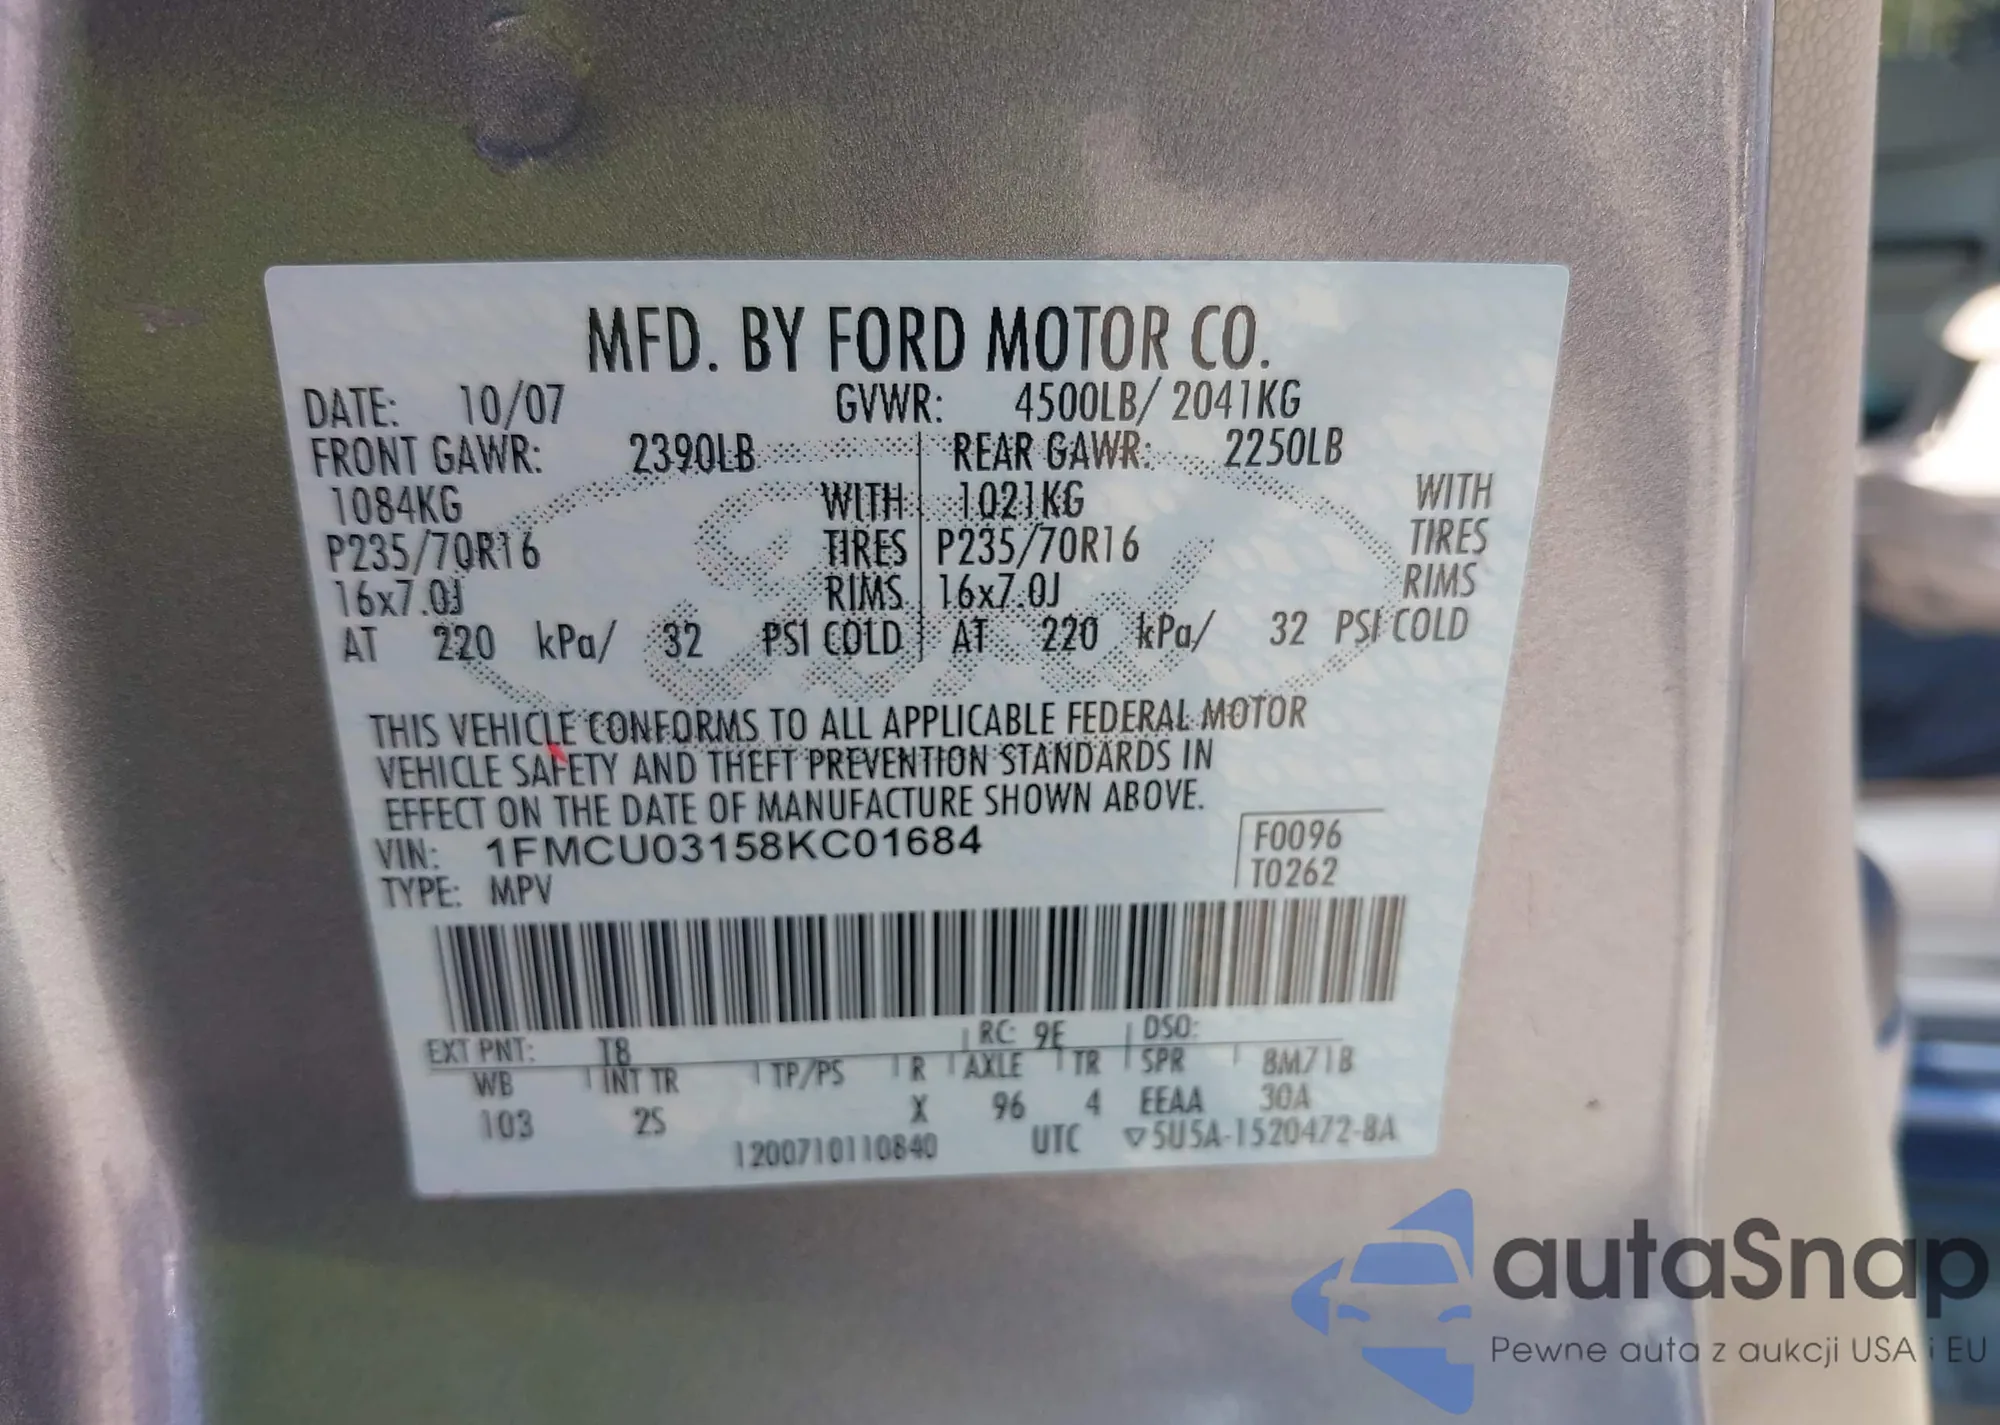 MFD. BY FORD MOTOR CO.
DATE: 10/07 GVWR: 4500LB/ 2041KG
FRONT GAWR: 2390LB REAR GAWR: 2250LB
1084KG WITH 1021KG WITH
P235/70R16 TIRES P235/70R16 TIRES
16x7.0J RIMS 16x7.0J RIMS
AT 220 kPa/ 32 PSI COLD AT 220 kPa/ 32 PSI COLD
THIS VEHICLE CONFORMS TO ALL APPLICABLE FEDERAL MOTOR
VEHICLE SAFETY AND THEFT PREVENTION STANDARDS IN
EFFECT ON THE DATE OF MANUFACTURE SHOWN ABOVE.
VIN: 1FMCU03158KC01684 F0096
TYPE: MPV T0262
EXT PNT: T8 RC: 9E DSO:
WB INT TR TP/PS R AXLE TR SPR 8M71B
103 2S X 96 4 EEAA 30A
1200710110840 UTC ▽5U5A-1520472-BA
autaSnap
Pewne auta z aukcji USA i EU